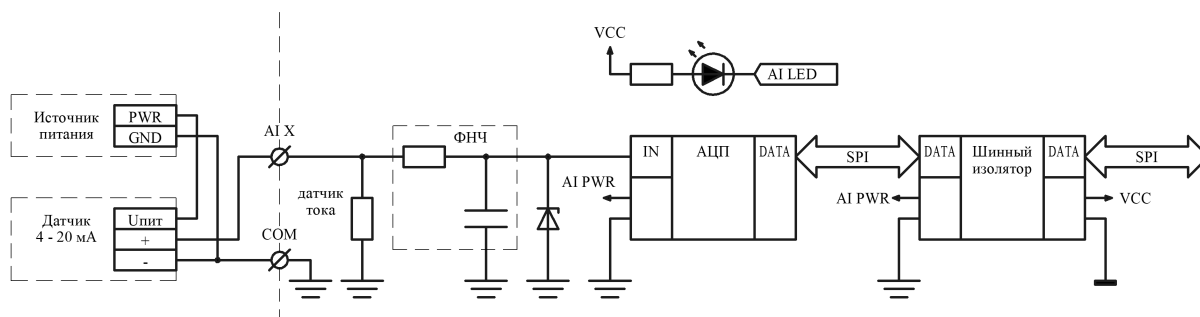 VCC
AI LED
Источник
питания
PWR
GND
AI X
ФНЧ
IN
АЦП
DATA
SPI
DATA
Шинный
изолятор
DATA
SPI
AI PWR
AI PWR
VCC
датчик
тока
Датчик
4 - 20 мА
Uпит
+
-
COM